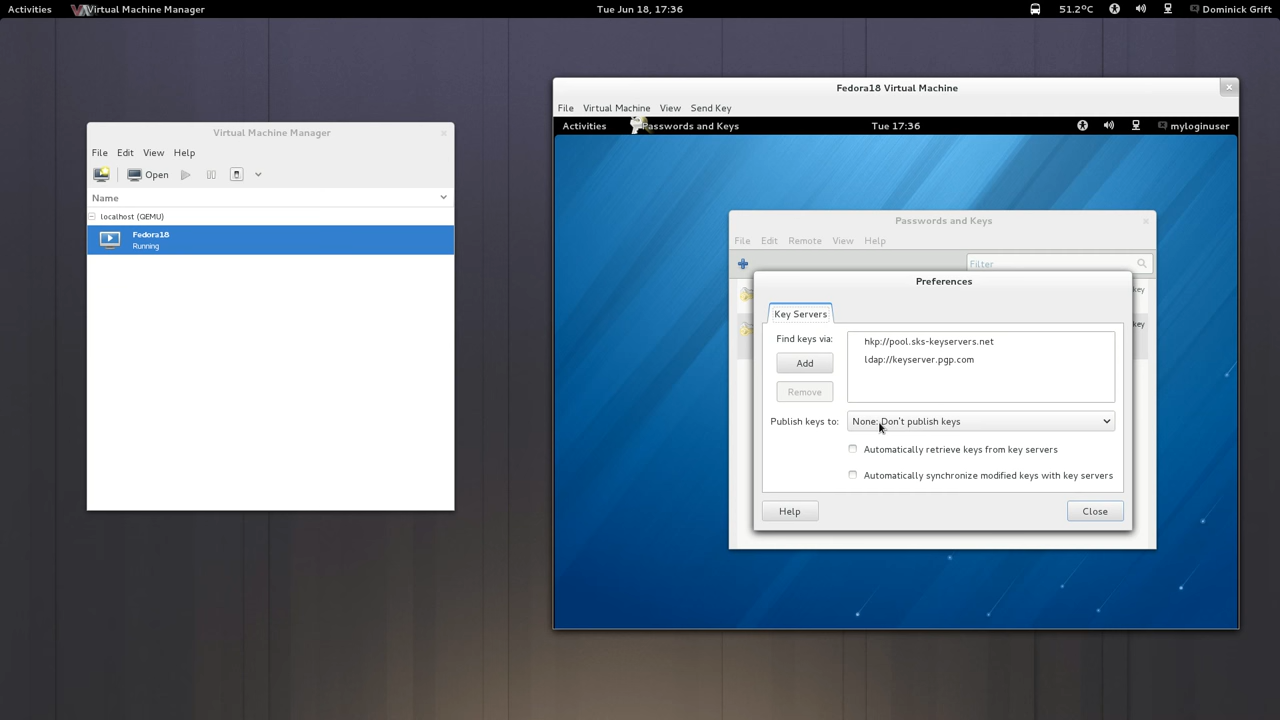 Activities
Virtual Machine Manager
Tue Jun 18, 17:36
51.2ºC
Dominick Grift
Virtual Machine Manager
File Edit View Help
Open
Name
localhost (QEMU)
Fedora18
Running
Fedora18 Virtual Machine
File Virtual Machine View Send Key
Activities
Passwords and Keys
Tue 17:36
myloginuser
Passwords and Keys
File Edit Remote View Help
Filter
key
key
Preferences
Key Servers
Find keys via:
hkp://pool.sks-keyservers.net
ldap://keyserver.pgp.com
Add
Remove
Publish keys to:
None: Don't publish keys
Automatically retrieve keys from key servers
Automatically synchronize modified keys with key servers
Help
Close